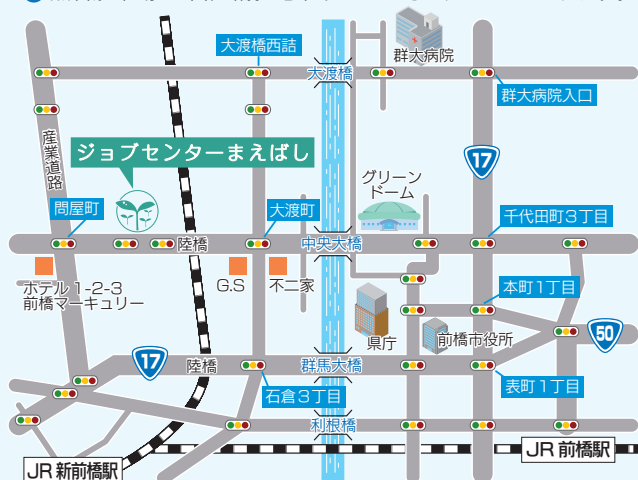 大渡橋西詰
群大病院
大渡橋
群大病院入口
産業道路
ジョブセンターまえばし
17
グリーン
ドーム
問屋町
大渡町
千代田町3丁目
陸橋
中央大橋
ホテル1-2-3
前橋マーキュリー
G.S
不二家
本町1丁目
県庁
前橋市役所
50
17
陸橋
群馬大橋
石倉3丁目
表町1丁目
利根橋
JR 新前橋駅
JR 前橋駅